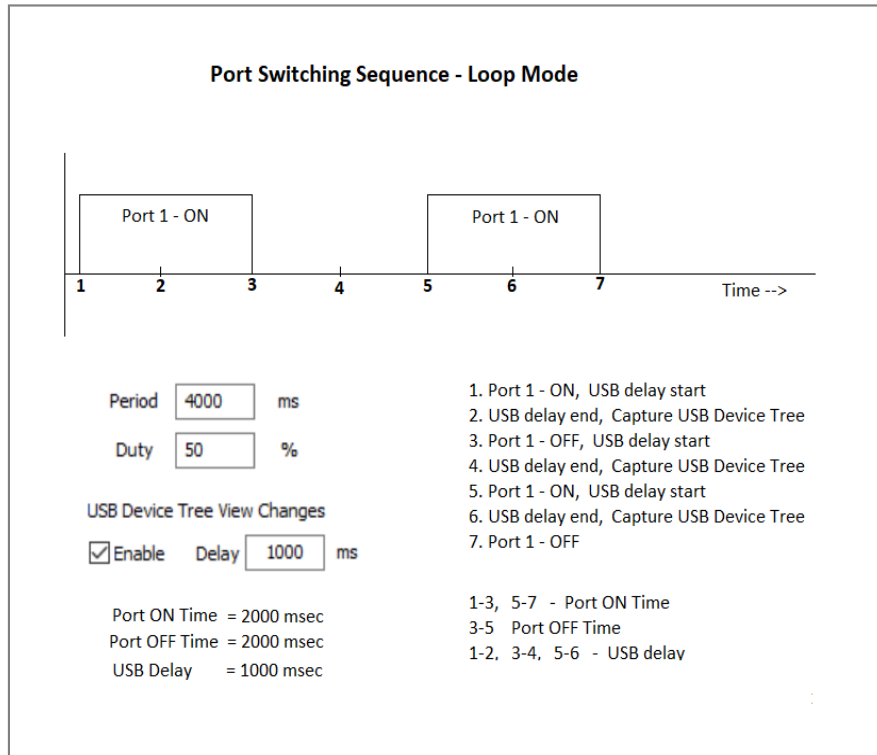 Port Switching Sequence - Loop Mode
Port 1 - ON
Port 1 - ON
1
2
3
4
5
6
7
Time -->
Period 4000 ms
Duty 50 %
USB Device Tree View Changes
Enable Delay 1000 ms
Port ON Time = 2000 msec
Port OFF Time = 2000 msec
USB Delay = 1000 msec
1. Port 1 - ON, USB delay start
2. USB delay end, Capture USB Device Tree
3. Port 1 - OFF, USB delay start
4. USB delay end, Capture USB Device Tree
5. Port 1 - ON, USB delay start
6. USB delay end, Capture USB Device Tree
7. Port 1 - OFF
1-3, 5-7 - Port ON Time
3-5 Port OFF Time
1-2, 3-4, 5-6 - USB delay